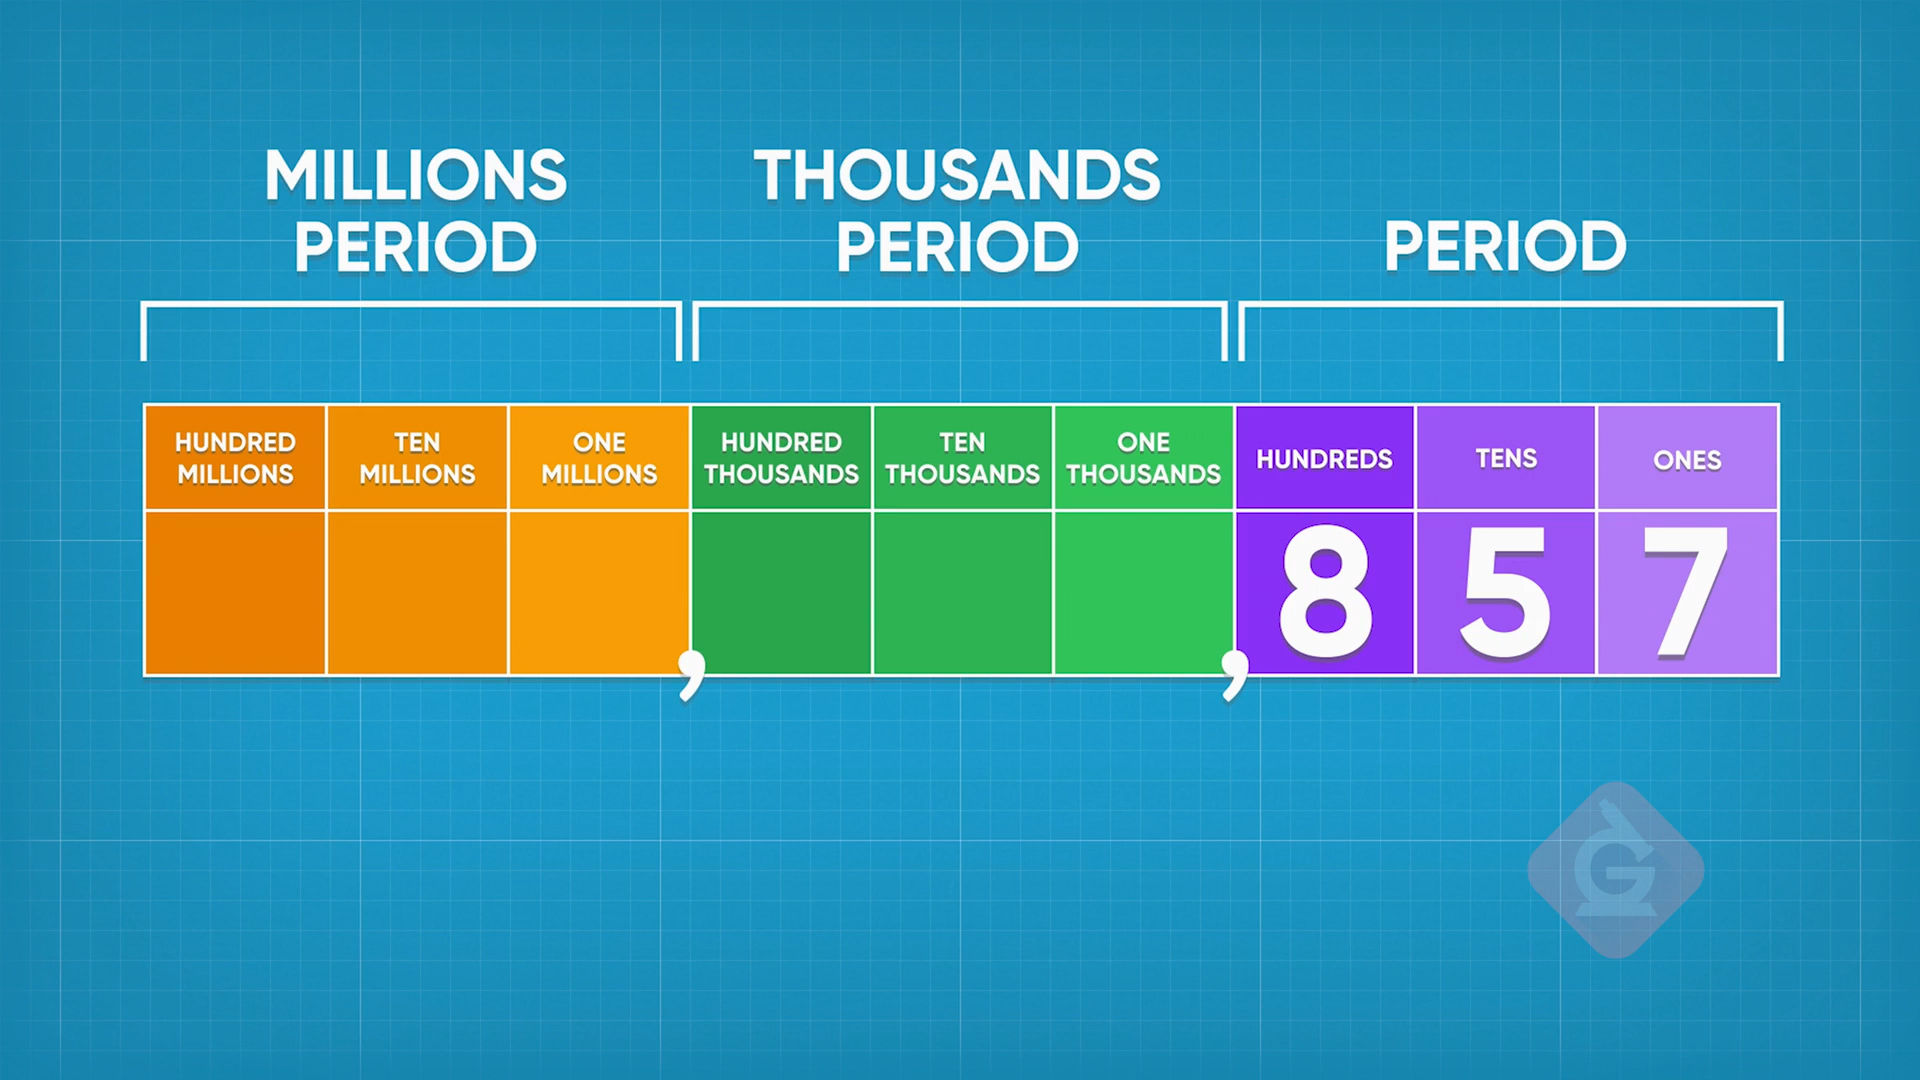 MILLIONS
PERIOD
THOUSANDS
PERIOD
PERIOD
HUNDRED
MILLIONS
TEN
MILLIONS
ONE
MILLIONS
HUNDRED
THOUSANDS
TEN
THOUSANDS
ONE
THOUSANDS
HUNDREDS
TENS
ONES
, , 8 5 7
G